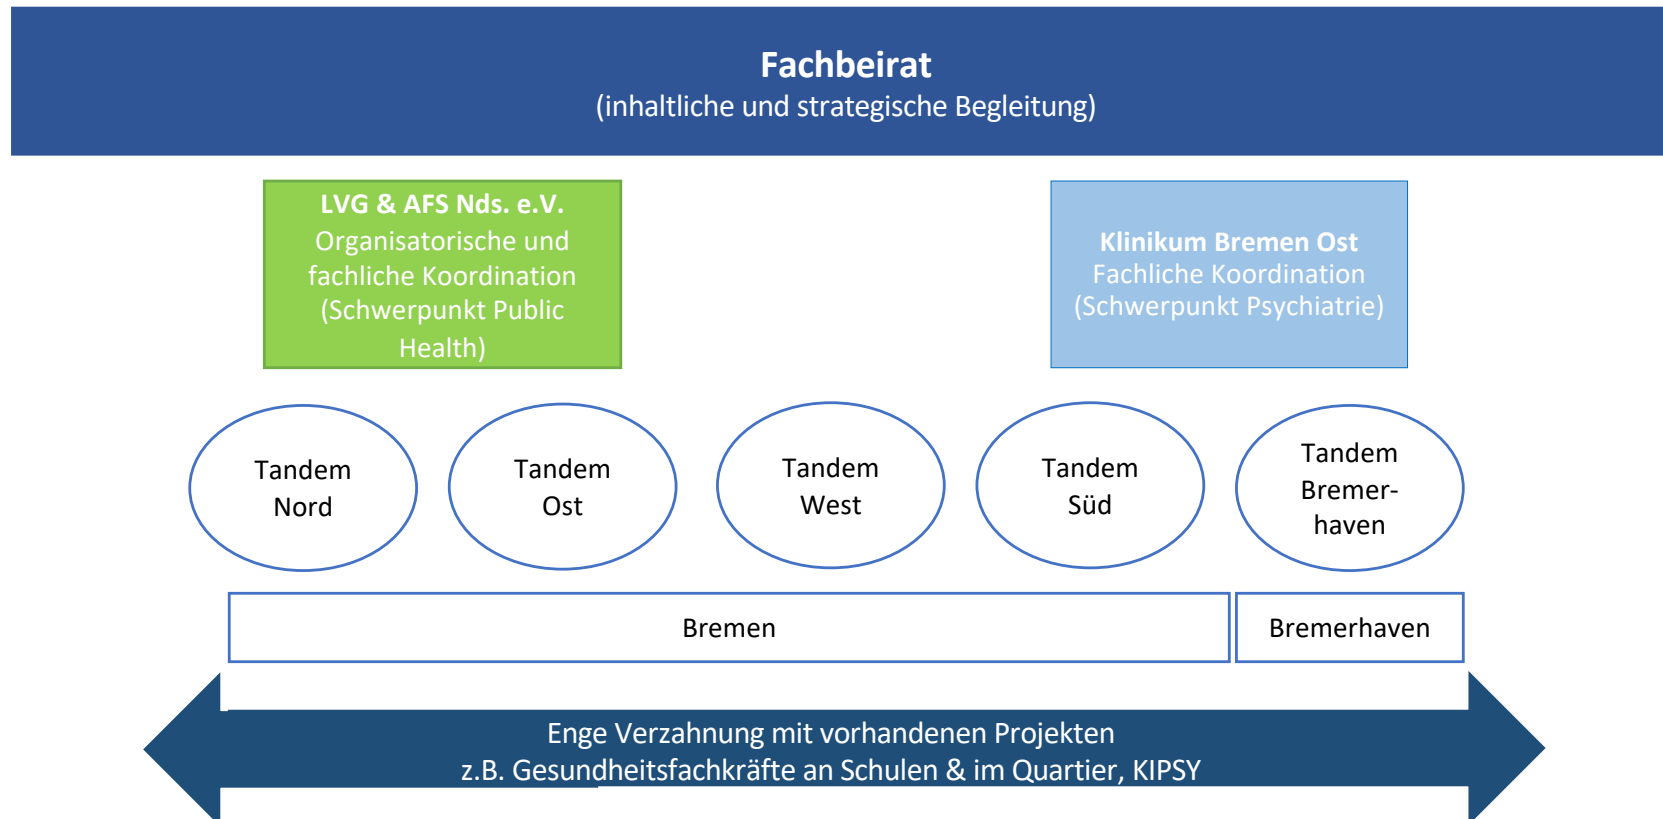 Fachbeirat
(inhaltliche und strategische Begleitung)
LVG & AFS Nds. e.V.
Organisatorische und
fachliche Koordination
(Schwerpunkt Public
Health)
Klinikum Bremen Ost
Fachliche Koordination
(Schwerpunkt Psychiatrie)
Tandem
Nord
Tandem
Ost
Tandem
West
Tandem
Süd
Tandem
Bremer-
haven
Bremen
Bremerhaven
Enge Verzahnung mit vorhandenen Projekten
z.B. Gesundheitsfachkräfte an Schulen & im Quartier, KIPSY